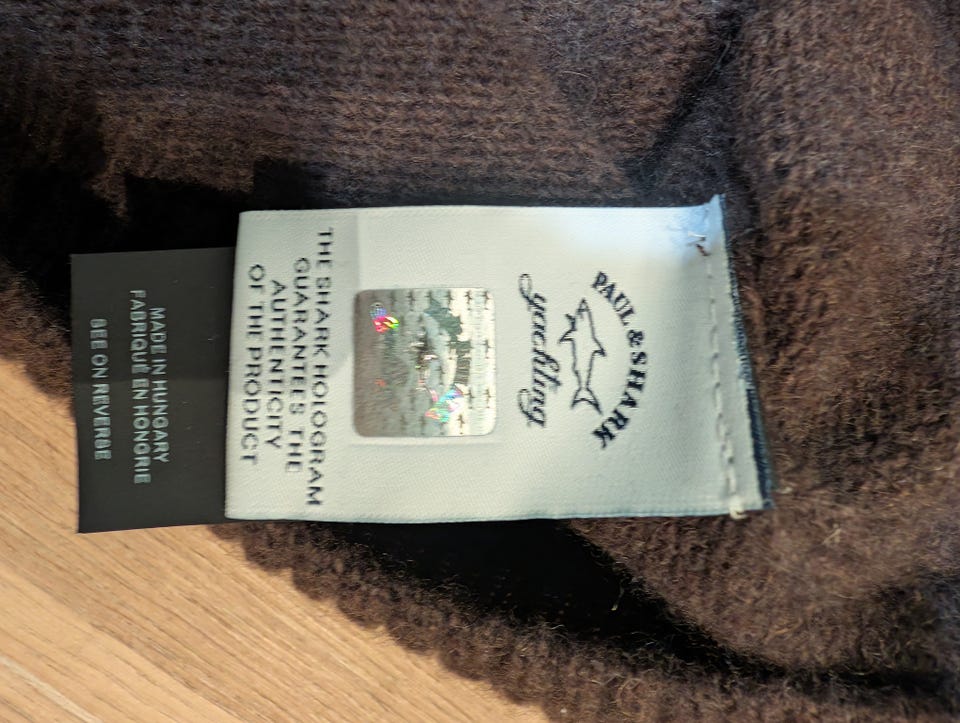 PAUL & SHARK
yachting
THE SHARK HOLOGRAM
GUARANTEES THE
AUTHENTICITY
OF THE PRODUCT
MADE IN HUNGARY
FABRIQUÉ EN HONGRIE
SEE ON REVERSE